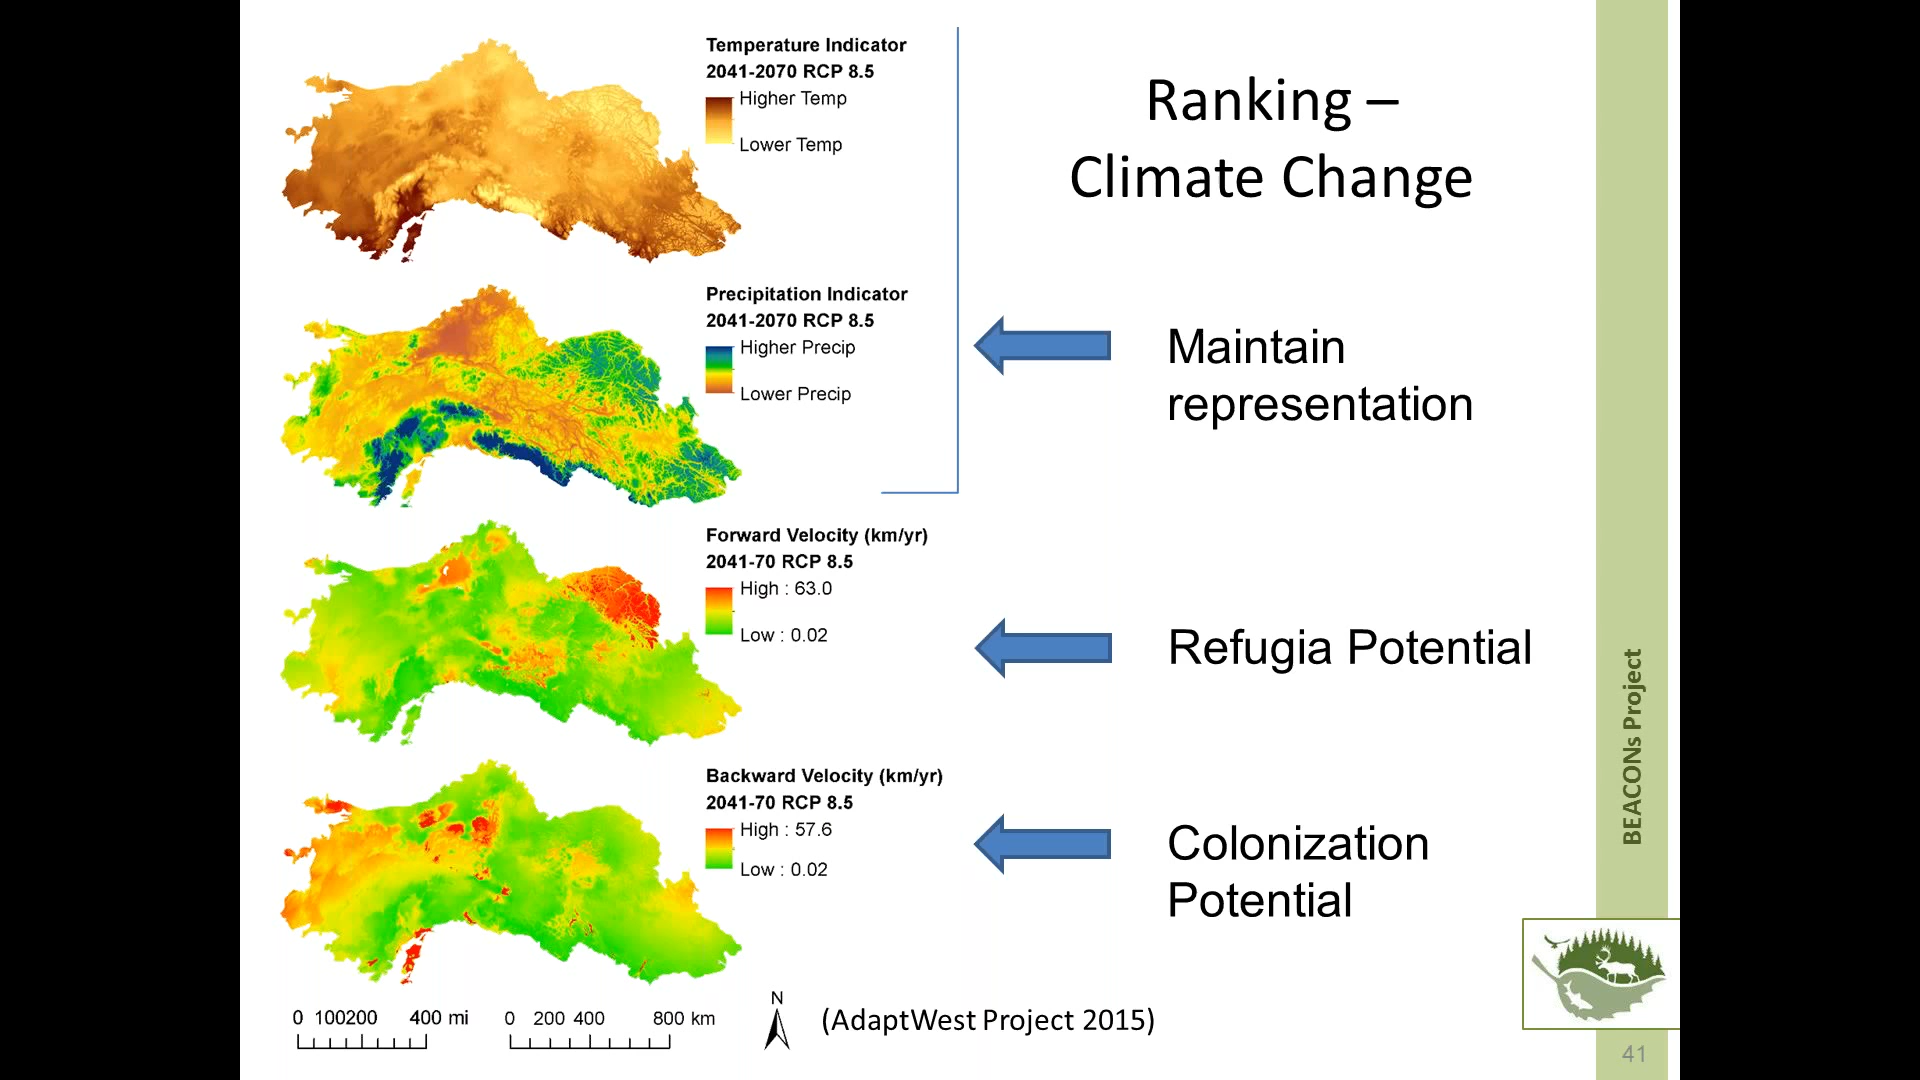 Ranking –
Climate Change
Temperature Indicator
2041-2070 RCP 8.5
Higher Temp
Lower Temp
Precipitation Indicator
2041-2070 RCP 8.5
Higher Precip
Lower Precip
Maintain
representation
Forward Velocity (km/yr)
2041-70 RCP 8.5
High : 63.0
Low : 0.02
Refugia Potential
Backward Velocity (km/yr)
2041-70 RCP 8.5
High : 57.6
Low : 0.02
Colonization
Potential
0 100200 400 mi
0 200 400 800 km
N
(AdaptWest Project 2015)
BEACONs Project
41